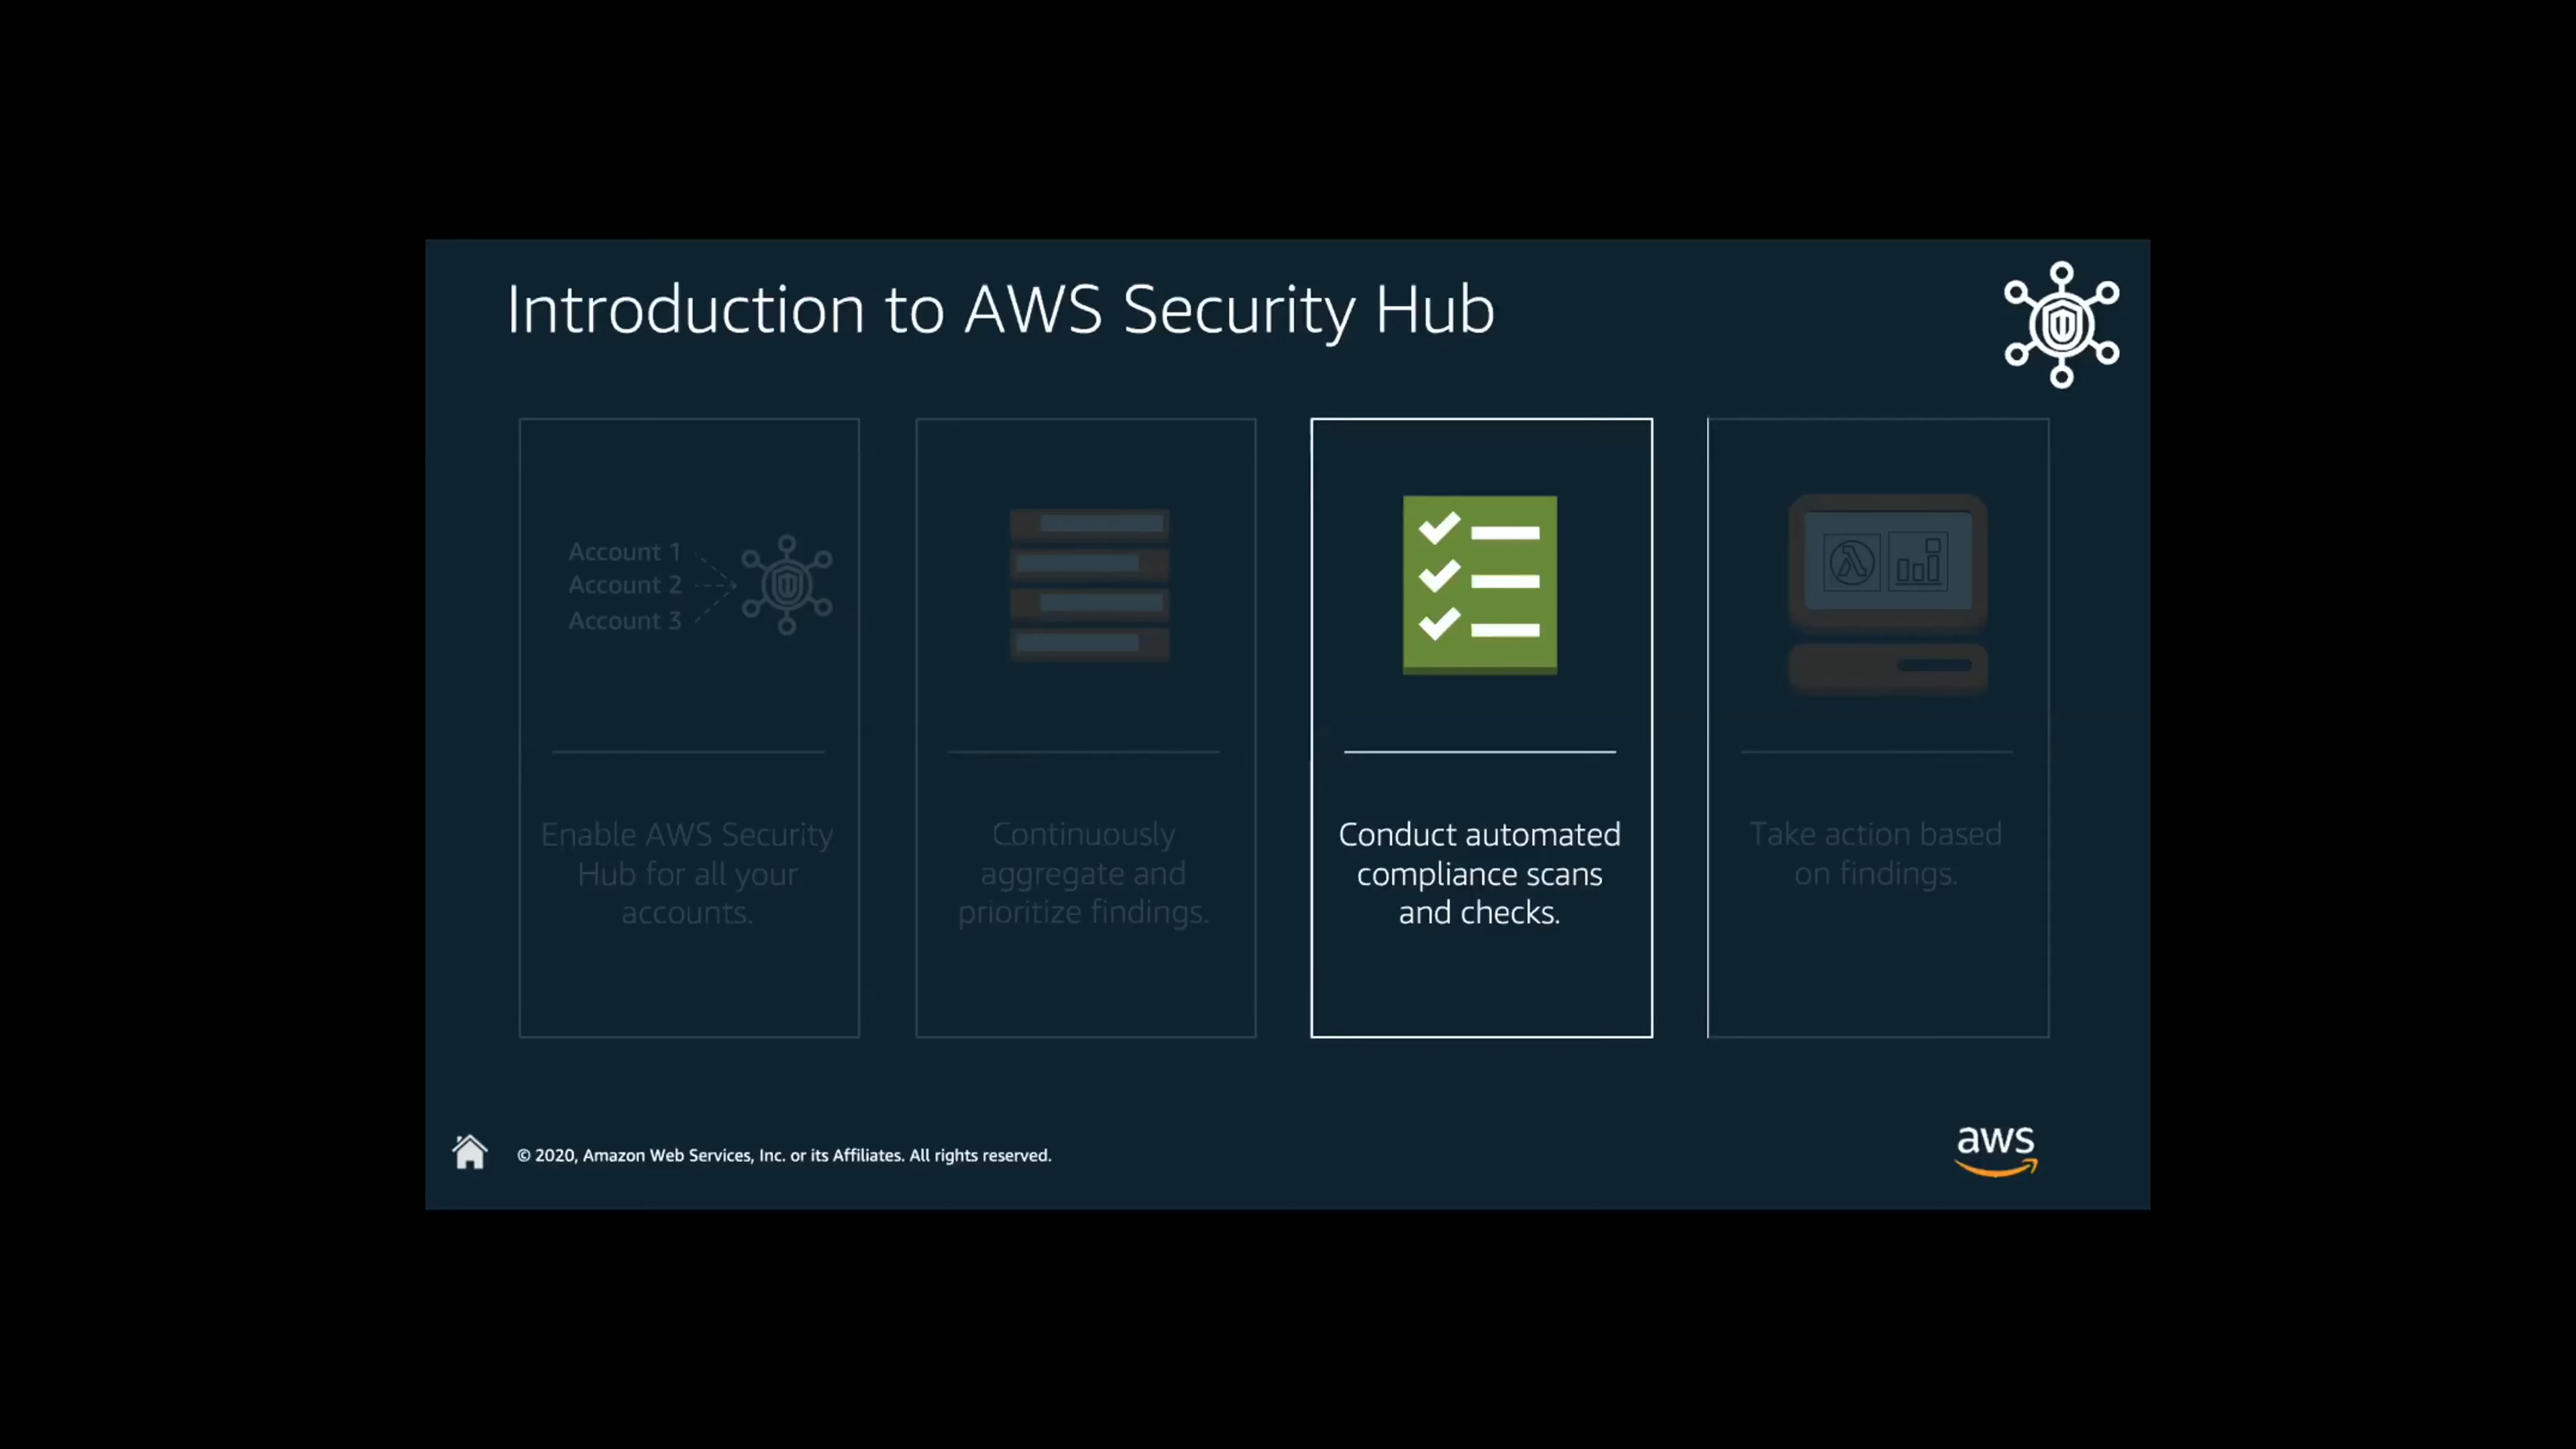 Introduction to AWS Security Hub
Account 1
Account 2
Account 3
Enable AWS Security
Hub for all your
accounts.
Continuously
aggregate and
prioritize findings.
Conduct automated
compliance scans
and checks.
Take action based
on findings.
© 2020, Amazon Web Services, Inc. or its Affiliates. All rights reserved.
aws